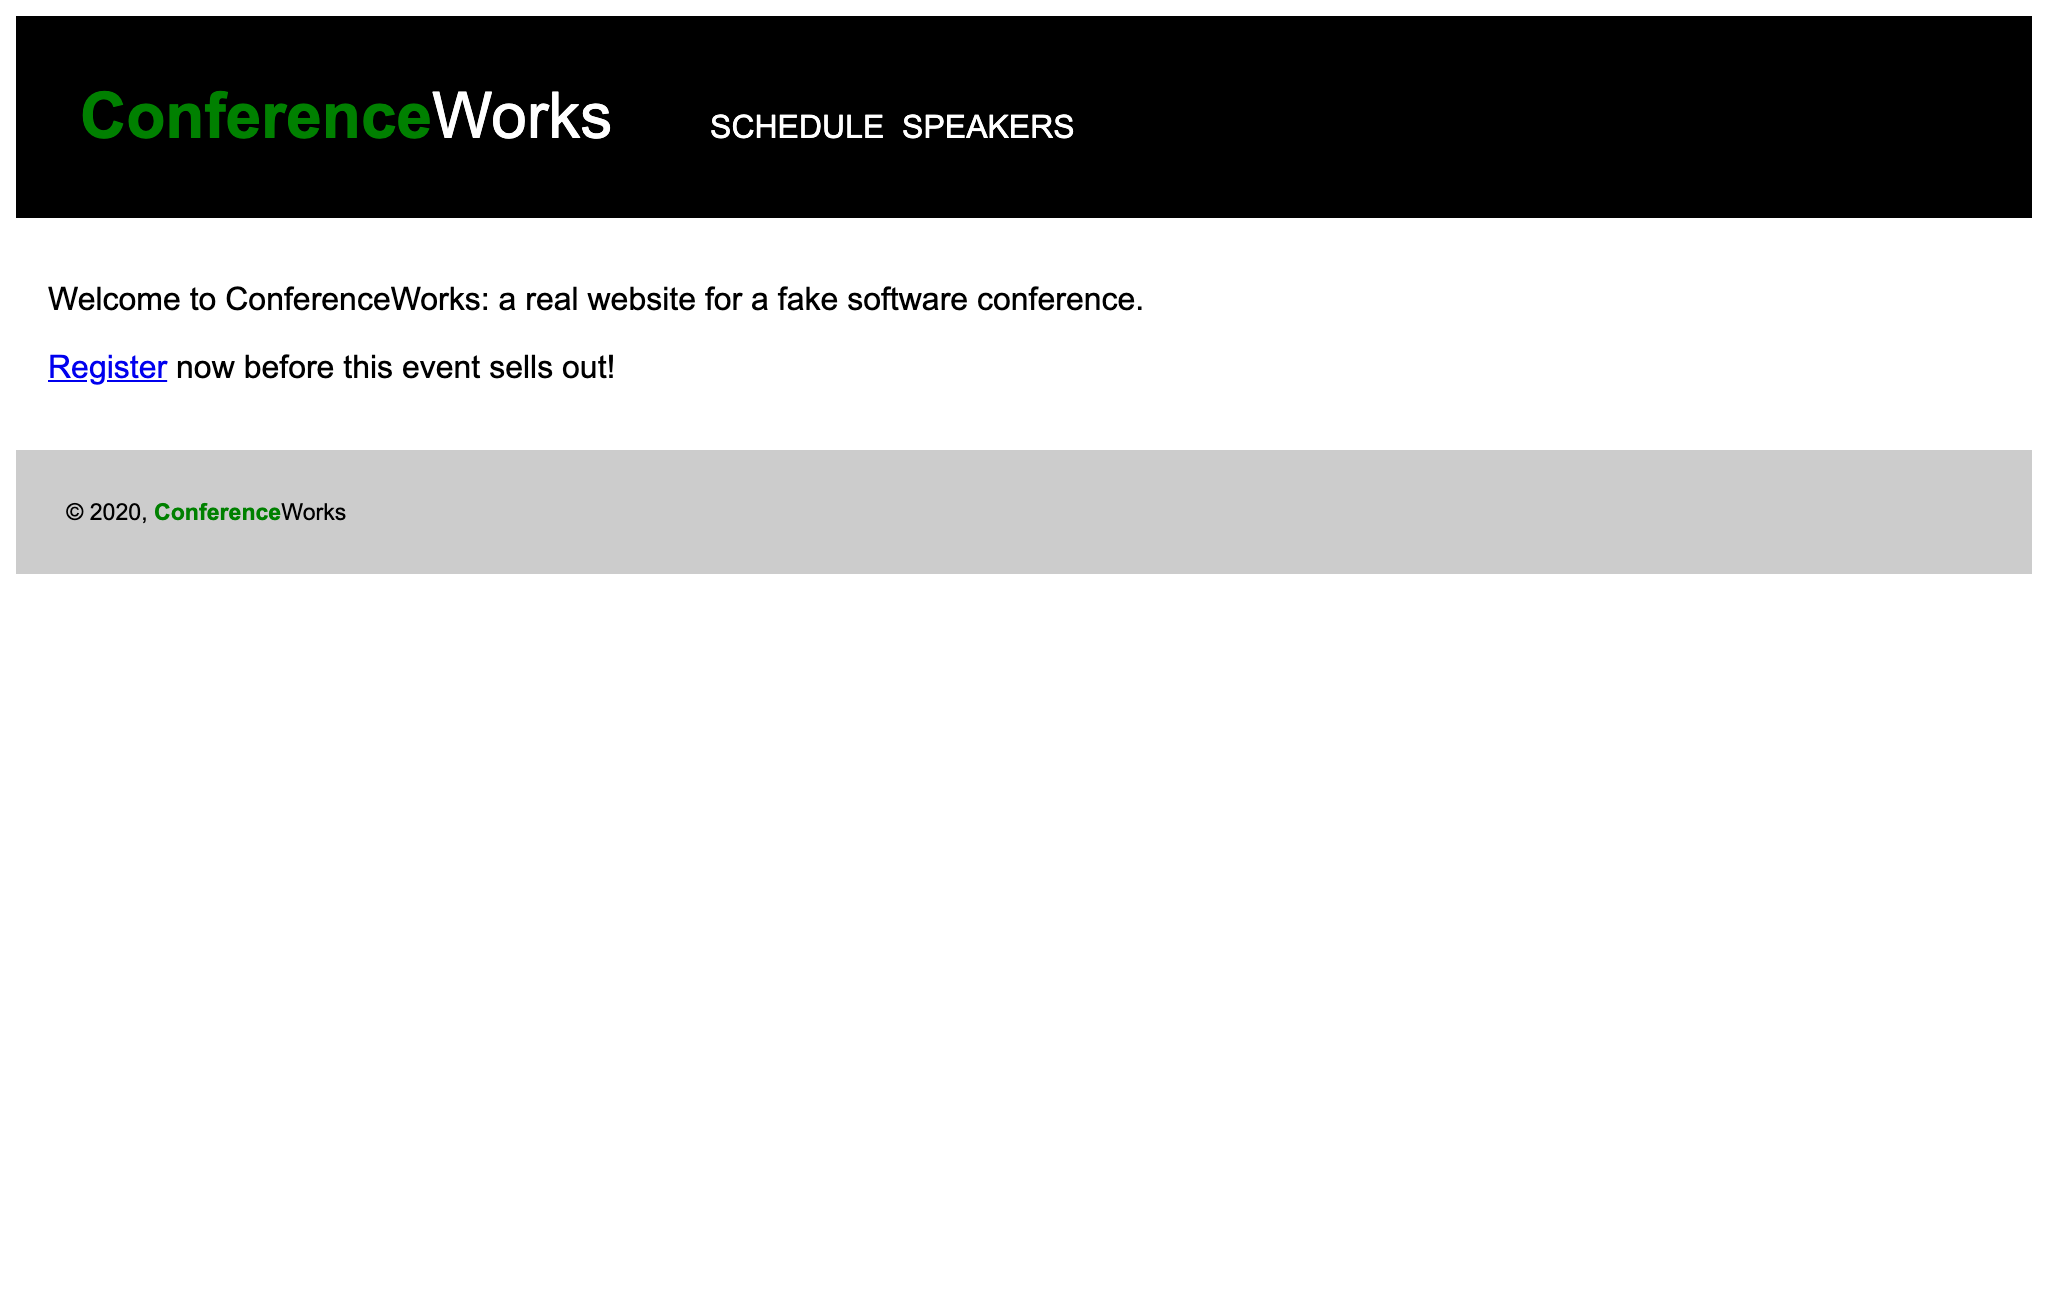 ConferenceWorks SCHEDULE SPEAKERS
Welcome to ConferenceWorks: a real website for a fake software conference.
Register now before this event sells out!
© 2020, ConferenceWorks